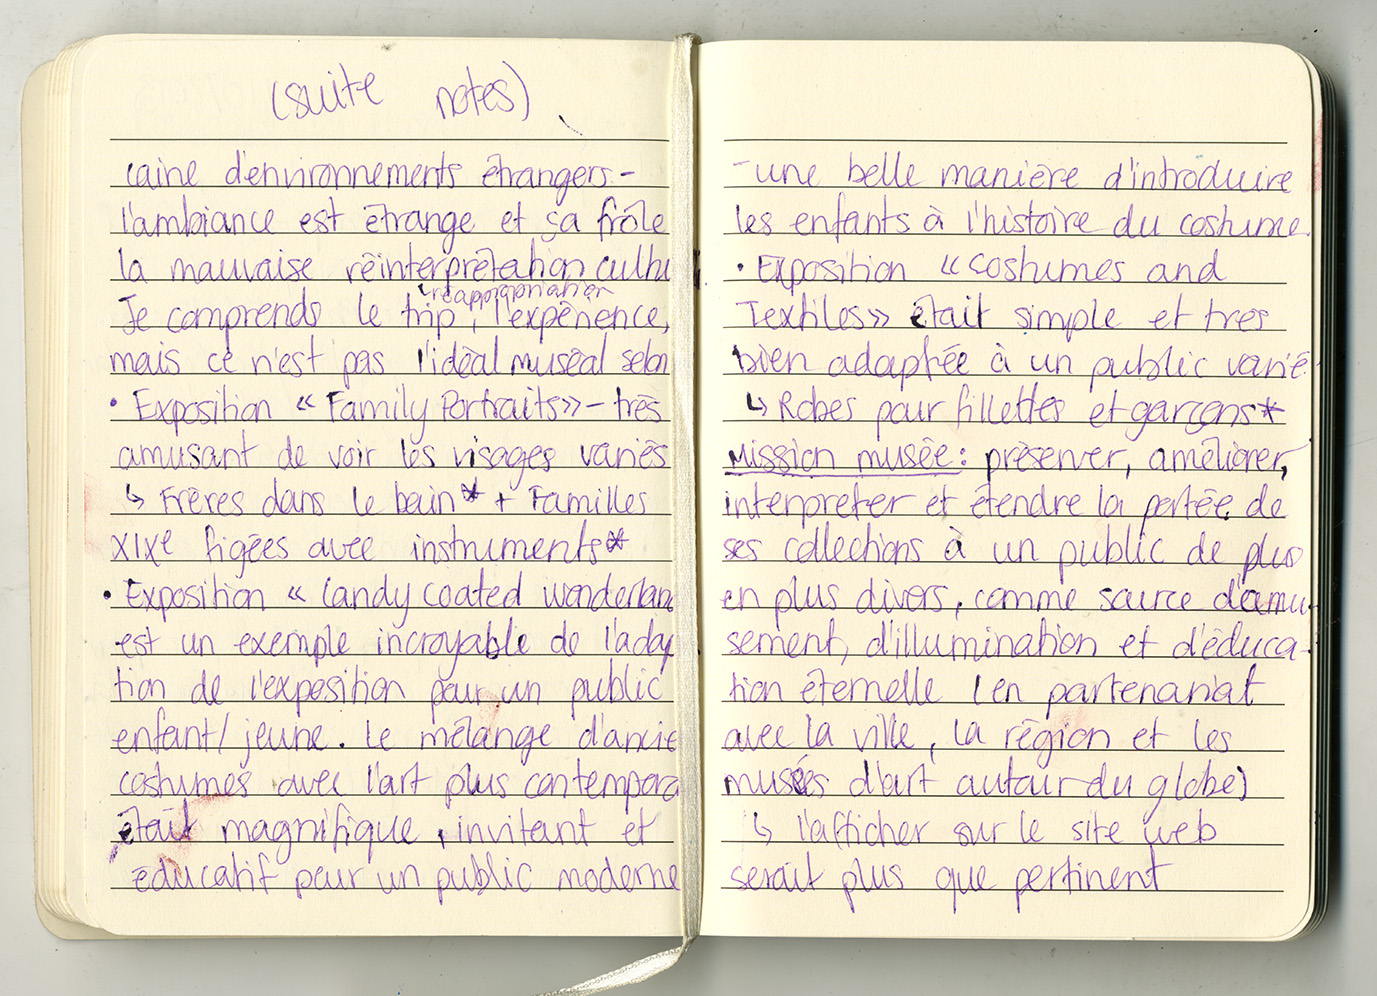 (suite notes)
caine d'environnements étrangers-
l'ambiance est étrange et ça frôle
la mauvaise réinterprétation cultu
réappropriation
Je comprends le trip, l'expérience,
mais ce n'est pas l'idéal muséal selon
• Exposition « Family Portraits» - très
amusant de voir les visages variés
↳ Frères dans le bain* + Familles
XIXe figées avec instruments*
• Exposition « Candy coated wonderland
est un exemple incroyable de l'adap
tion de l'exposition pour un public
enfant/jeune. Le mélange d'ancie
costumes avec l'art plus contempora
était magnifique, invitant et
éducatif pour un public moderne
- une belle manière d'introduire
les enfants à l'histoire du costume.
• Exposition « Costumes and
Textiles» était simple et très
bien adaptée à un public varié.
↳ Robes pour fillettes et garçons*
Mission musée: préserver, améliorer,
interpréter et étendre la portée de
ses collections à un public de plus
en plus divers, comme source d'amu-
sement, d'illumination et d'éduca-
tion éternelle (en partenariat
avec la ville, la région et les
musées d'art autour du globe)
↳ l'afficher sur le site web
serait plus que pertinent